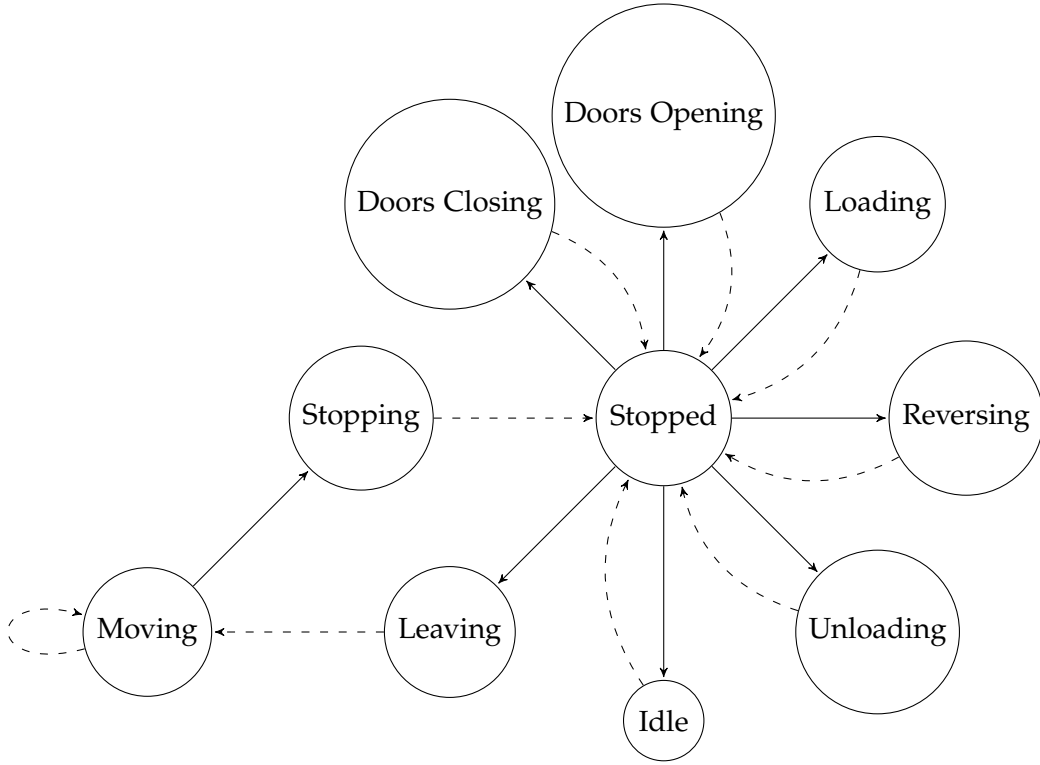 Doors Opening
Doors Closing
Loading
Stopping
Stopped
Reversing
Moving
Leaving
Unloading
Idle